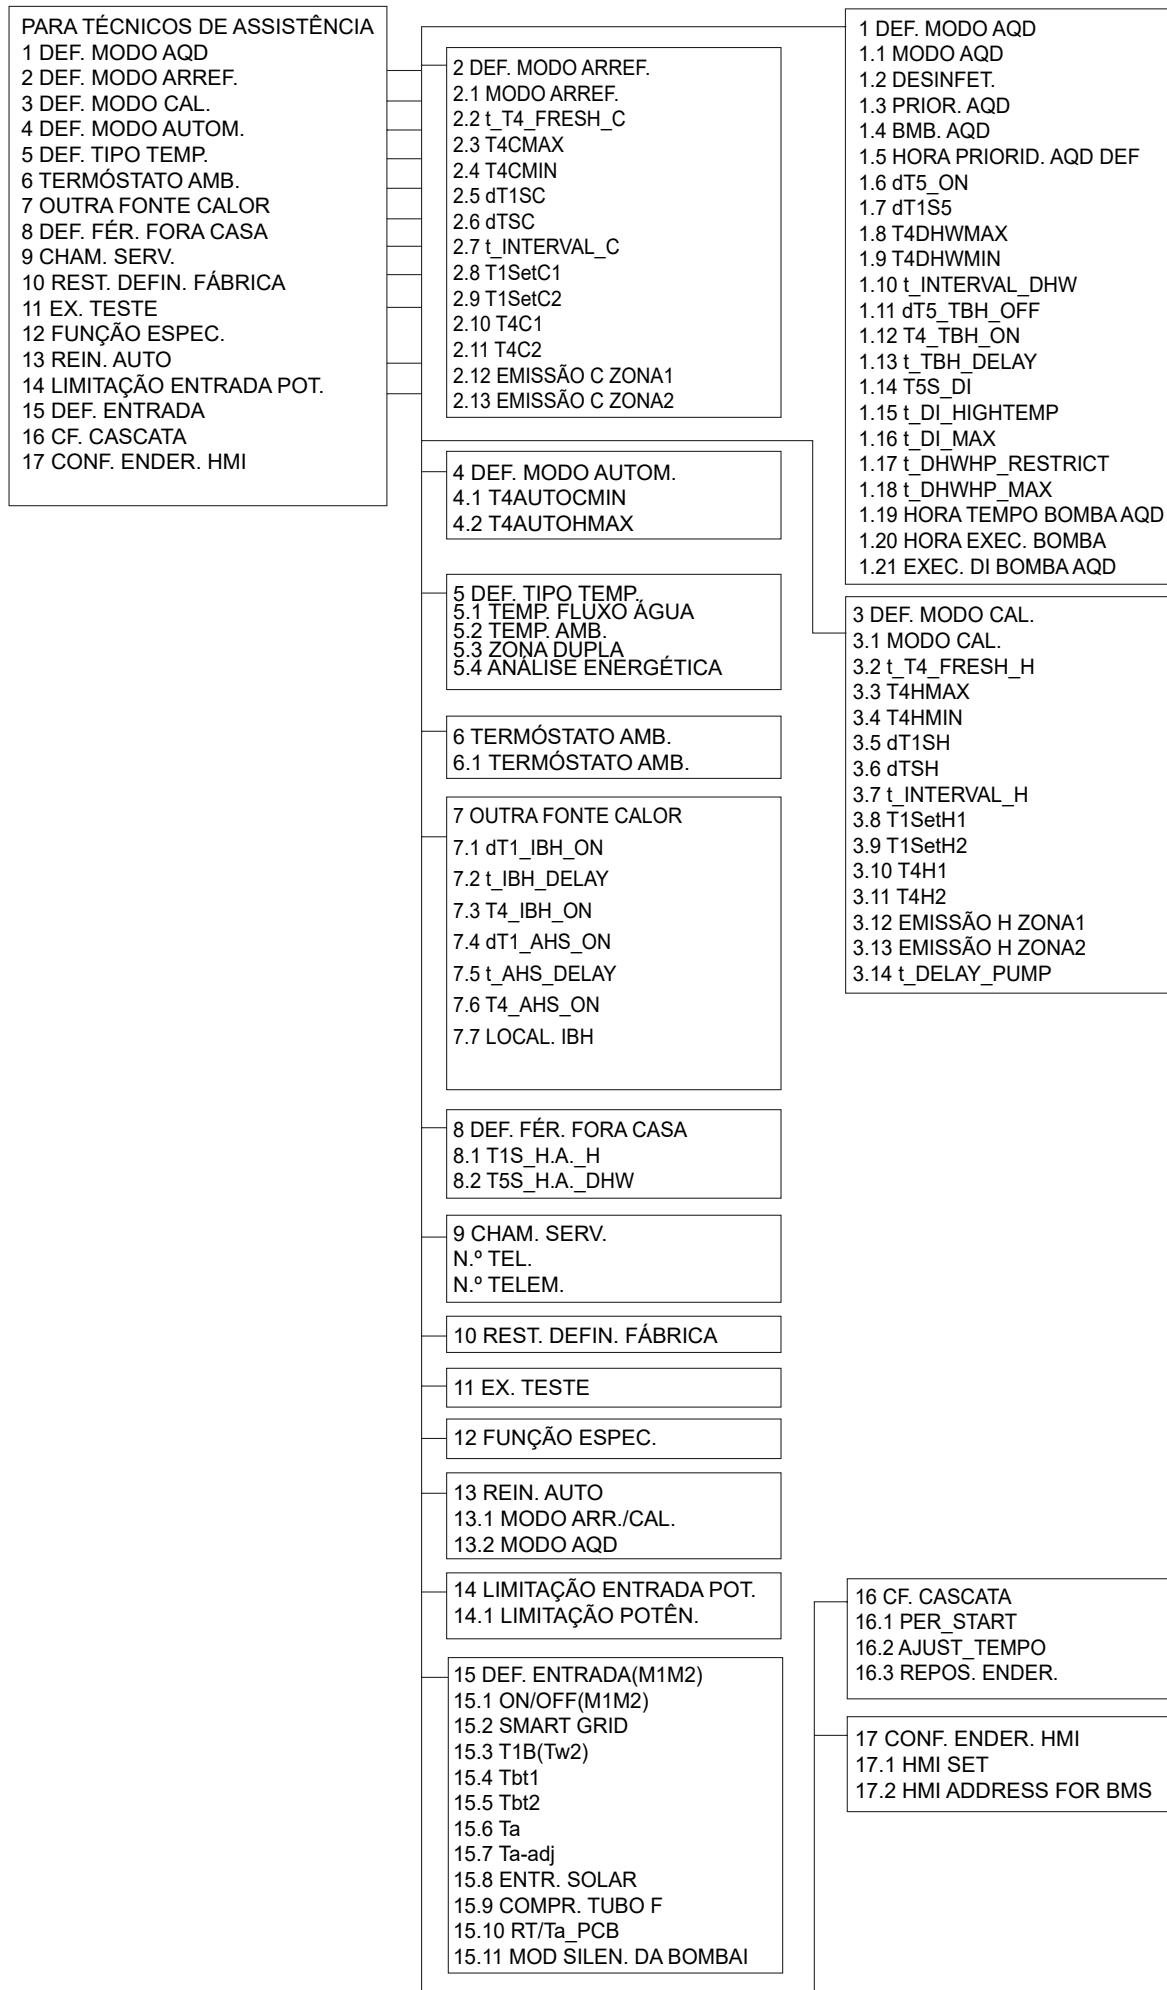 PARA TÉCNICOS DE ASSISTÊNCIA
1 DEF. MODO AQD
2 DEF. MODO ARREF.
3 DEF. MODO CAL.
4 DEF. MODO AUTOM.
5 DEF. TIPO TEMP.
6 TERMÓSTATO AMB.
7 OUTRA FONTE CALOR
8 DEF. FÉR. FORA CASA
9 CHAM. SERV.
10 REST. DEFIN. FÁBRICA
11 EX. TESTE
12 FUNÇÃO ESPEC.
13 REIN. AUTO
14 LIMITAÇÃO ENTRADA POT.
15 DEF. ENTRADA
16 CF. CASCATA
17 CONF. ENDER. HMI
1 DEF. MODO AQD
1.1 MODO AQD
1.2 DESINFET.
1.3 PRIOR. AQD
1.4 BMB. AQD
1.5 HORA PRIORID. AQD DEF
1.6 dT5_ON
1.7 dT1S5
1.8 T4DHWMAX
1.9 T4DHWMIN
1.10 t_INTERVAL_DHW
1.11 dT5_TBH_OFF
1.12 T4_TBH_ON
1.13 t_TBH_DELAY
1.14 T5S_DI
1.15 t_DI_HIGHTEMP
1.16 t_DI_MAX
1.17 t_DHWHP_RESTRICT
1.18 t_DHWHP_MAX
1.19 HORA TEMPO BOMBA AQD
1.20 HORA EXEC. BOMBA
1.21 EXEC. DI BOMBA AQD
2 DEF. MODO ARREF.
2.1 MODO ARREF.
2.2 t_T4_FRESH_C
2.3 T4CMAX
2.4 T4CMIN
2.5 dT1SC
2.6 dTSC
2.7 t_INTERVAL_C
2.8 T1SetC1
2.9 T1SetC2
2.10 T4C1
2.11 T4C2
2.12 EMISSÃO C ZONA1
2.13 EMISSÃO C ZONA2
3 DEF. MODO CAL.
3.1 MODO CAL.
3.2 t_T4_FRESH_H
3.3 T4HMAX
3.4 T4HMIN
3.5 dT1SH
3.6 dTSH
3.7 t_INTERVAL_H
3.8 T1SetH1
3.9 T1SetH2
3.10 T4H1
3.11 T4H2
3.12 EMISSÃO H ZONA1
3.13 EMISSÃO H ZONA2
3.14 t_DELAY_PUMP
4 DEF. MODO AUTOM.
4.1 T4AUTOCMIN
4.2 T4AUTOHMAX
5 DEF. TIPO TEMP.
5.1 TEMP. FLUXO ÁGUA
5.2 TEMP. AMB.
5.3 ZONA DUPLA
5.4 ANÁLISE ENERGÉTICA
6 TERMÓSTATO AMB.
6.1 TERMÓSTATO AMB.
7 OUTRA FONTE CALOR
7.1 dT1_IBH_ON
7.2 t_IBH_DELAY
7.3 T4_IBH_ON
7.4 dT1_AHS_ON
7.5 t_AHS_DELAY
7.6 T4_AHS_ON
7.7 LOCAL. IBH
8 DEF. FÉR. FORA CASA
8.1 T1S_H.A._H
8.2 T5S_H.A._DHW
9 CHAM. SERV.
N.º TEL.
N.º TELEM.
10 REST. DEFIN. FÁBRICA
11 EX. TESTE
12 FUNÇÃO ESPEC.
13 REIN. AUTO
13.1 MODO ARR./CAL.
13.2 MODO AQD
14 LIMITAÇÃO ENTRADA POT.
14.1 LIMITAÇÃO POTÊN.
15 DEF. ENTRADA(M1M2)
15.1 ON/OFF(M1M2)
15.2 SMART GRID
15.3 T1B(Tw2)
15.4 Tbt1
15.5 Tbt2
15.6 Ta
15.7 Ta-adj
15.8 ENTR. SOLAR
15.9 COMPR. TUBO F
15.10 RT/Ta_PCB
15.11 MOD SILEN. DA BOMBAI
16 CF. CASCATA
16.1 PER_START
16.2 AJUST_TEMPO
16.3 REPOS. ENDER.
17 CONF. ENDER. HMI
17.1 HMI SET
17.2 HMI ADDRESS FOR BMS